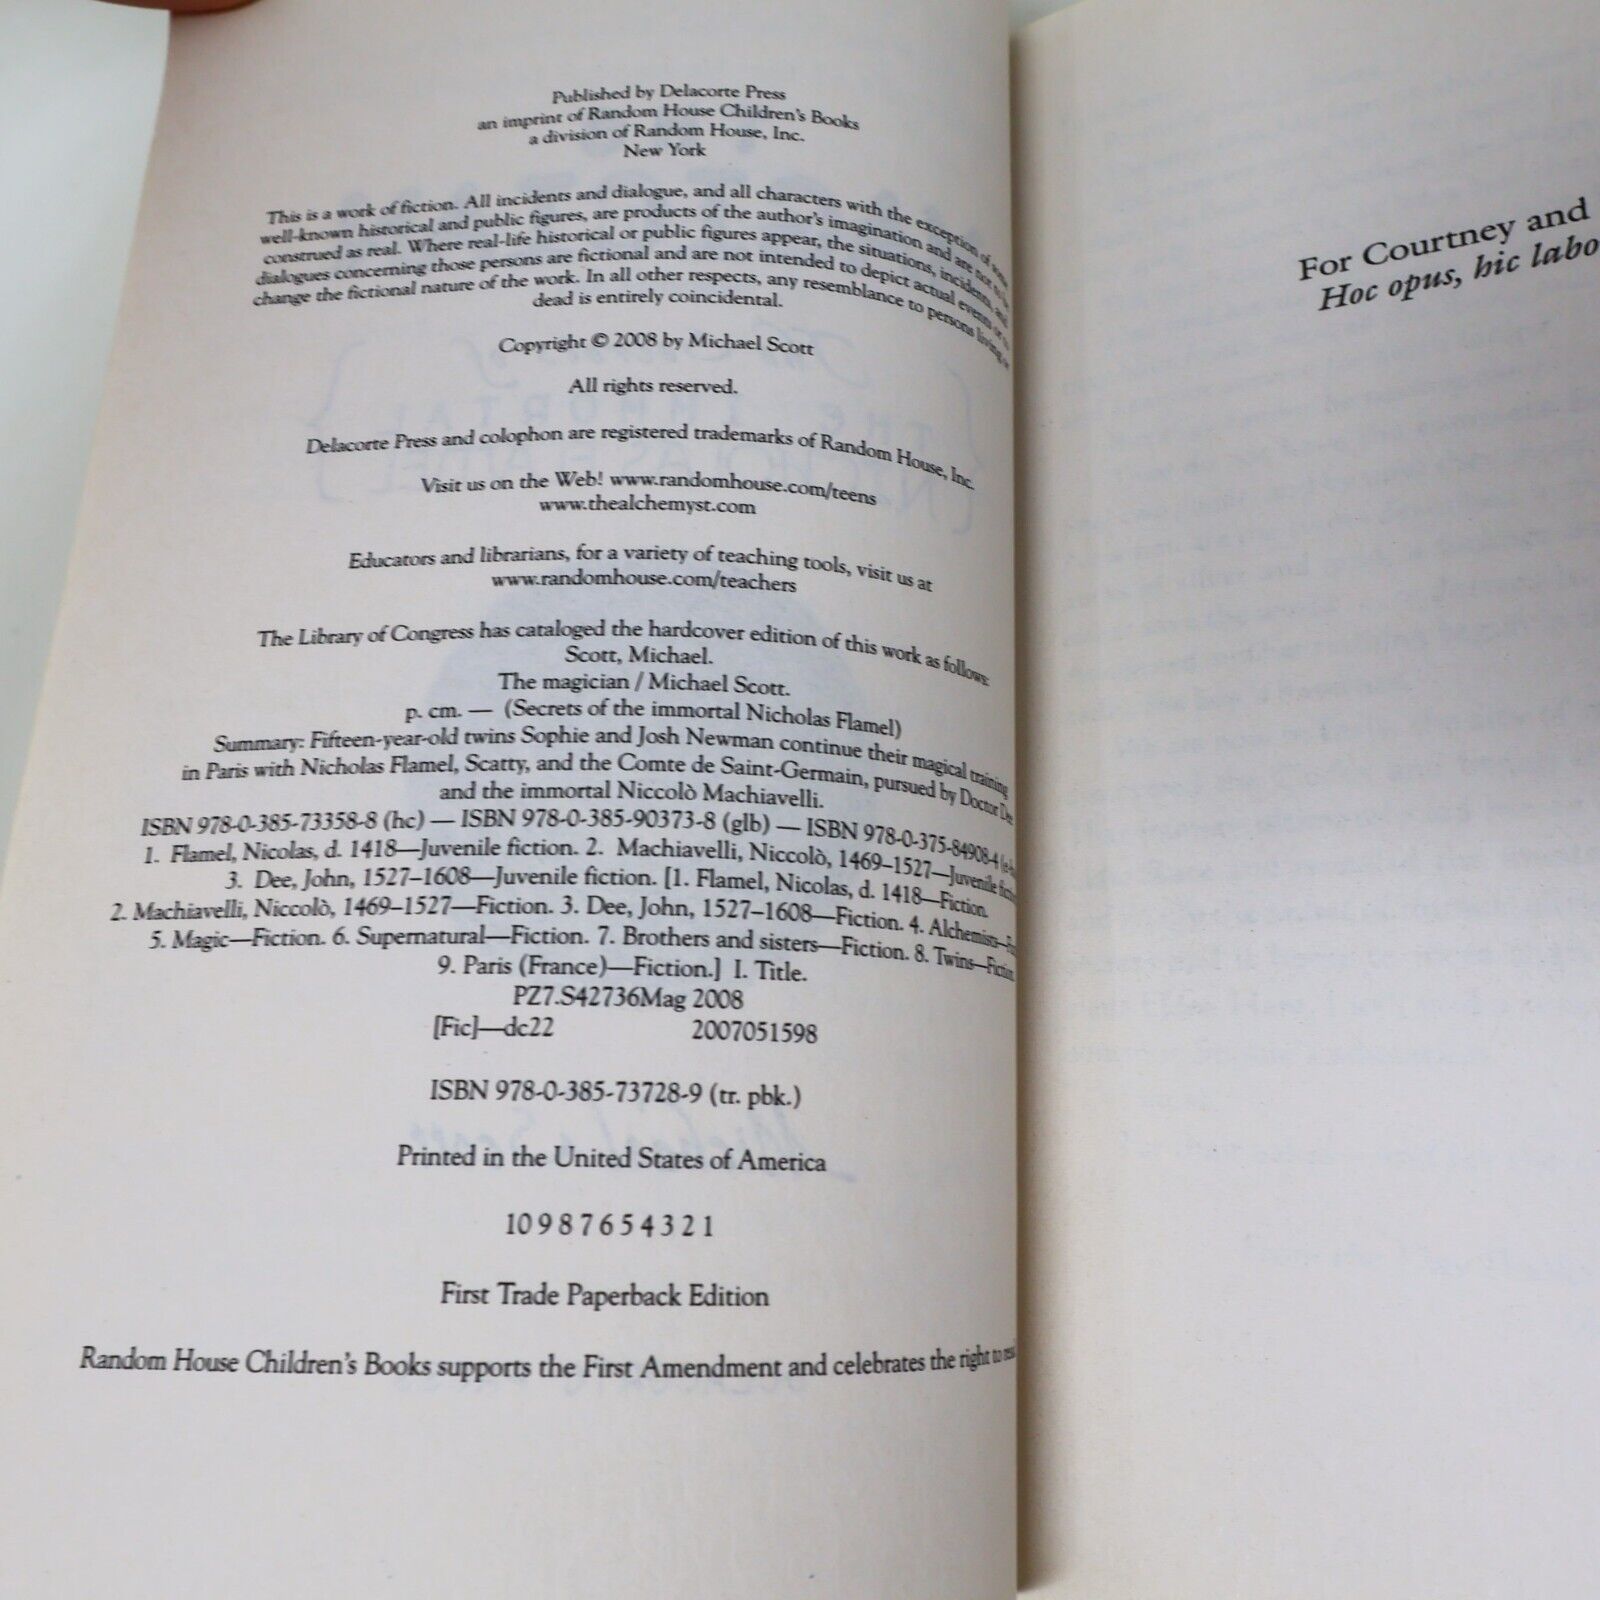 Published by Delacorte Press
an imprint of Random House Children's Books
a division of Random House, Inc.
New York
This is a work of fiction. All incidents and dialogue, and all characters with the exception of some
well-known historical and public figures, are products of the author's imagination and are not to be
construed as real. Where real-life historical or public figures appear, the situations, incidents, and
dialogues concerning those persons are fictional and are not intended to depict actual events or to
change the fictional nature of the work. In all other respects, any resemblance to persons living or
dead is entirely coincidental.
Copyright © 2008 by Michael Scott
All rights reserved.
Delacorte Press and colophon are registered trademarks of Random House, Inc.
Visit us on the Web! www.randomhouse.com/teens
www.thealchemyst.com
Educators and librarians, for a variety of teaching tools, visit us at
www.randomhouse.com/teachers
The Library of Congress has cataloged the hardcover edition of this work as follows:
Scott, Michael.
The magician / Michael Scott.
p. cm. — (Secrets of the immortal Nicholas Flamel)
Summary: Fifteen-year-old twins Sophie and Josh Newman continue their magical training
in Paris with Nicholas Flamel, Scatty, and the Comte de Saint-Germain, pursued by Doctor Dee
and the immortal Niccolò Machiavelli.
ISBN 978-0-385-73358-8 (hc) — ISBN 978-0-385-90373-8 (glb) — ISBN 978-0-375-84908-4
1. Flamel, Nicolas, d. 1418—Juvenile fiction. 2. Machiavelli, Niccolò, 1469–1527—Juvenile
3. Dee, John, 1527–1608—Juvenile fiction. [1. Flamel, Nicolas, d. 1418—Fiction.
2. Machiavelli, Niccolò, 1469–1527—Fiction. 3. Dee, John, 1527–1608—Fiction. 4. Alchemists—
5. Magic—Fiction. 6. Supernatural—Fiction. 7. Brothers and sisters—Fiction. 8. Twins—Fiction.
9. Paris (France)—Fiction.] I. Title.
PZ7.S42736Mag 2008
[Fic]—dc22 2007051598
ISBN 978-0-385-73728-9 (tr. pbk.)
Printed in the United States of America
10 9 8 7 6 5 4 3 2 1
First Trade Paperback Edition
Random House Children's Books supports the First Amendment and celebrates the right to
For Courtney and
Hoc opus, hic labo